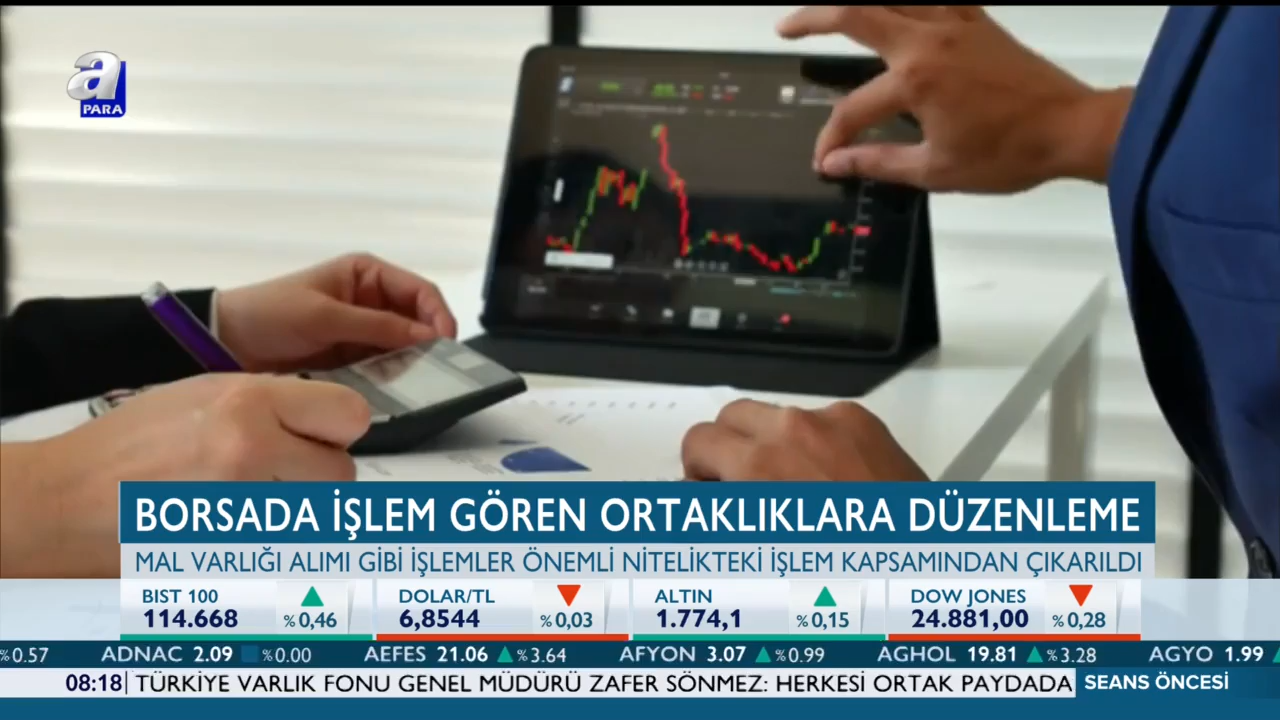 a
PARA
BORSADA İŞLEM GÖREN ORTAKLIKLARA DÜZENLEME
MAL VARLIĞI ALIMI GİBİ İŞLEMLER ÖNEMLİ NİTELİKTEKİ İŞLEM KAPSAMINDAN ÇIKARILDI
BIST 100 114.668 %0,46
DOLAR/TL 6,8544 %0,03
ALTIN 1.774,1 %0,15
DOW JONES 24.881,00 %0,28
%0.57 ADNAC 2.09 %0.00 AEFES 21.06 %3.64 AFYON 3.07 %0.99 AGHOL 19.81 %3.28 AGYO 1.99
08:18 TÜRKİYE VARLIK FONU GENEL MÜDÜRÜ ZAFER SÖNMEZ: HERKESİ ORTAK PAYDADA SEANS ÖNCESİ